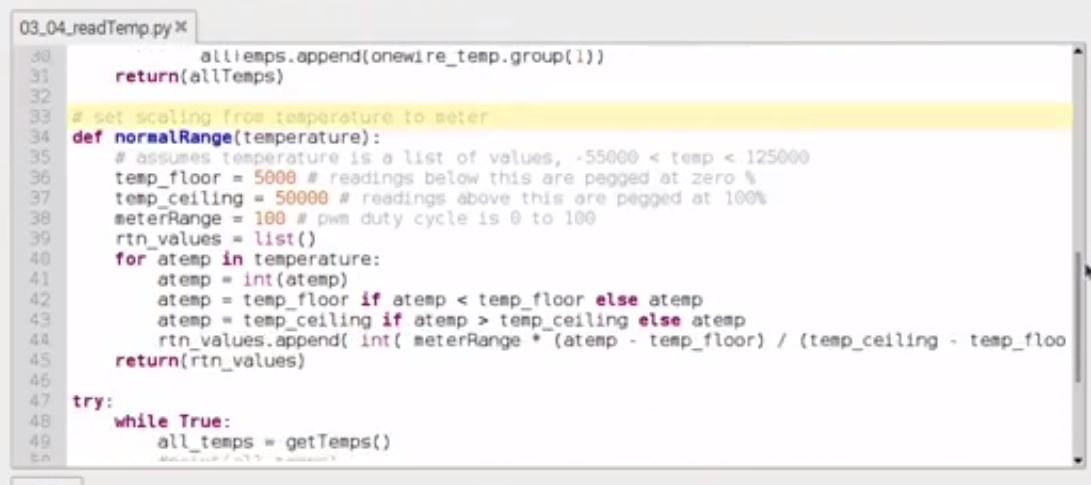 03_04_readTemp.py ✖
30             allTemps.append(onewire_temp.group(1))
31     return(allTemps)
32
33 # set scaling from temperature to meter
34 def normalRange(temperature):
35     # assumes temperature is a list of values, -55000 < temp < 125000
36     temp_floor = 5000 # readings below this are pegged at zero %
37     temp_ceiling = 50000 # readings above this are pegged at 100%
38     meterRange = 100 # pwm duty cycle is 0 to 100
39     rtn_values = list()
40     for atemp in temperature:
41         atemp = int(atemp)
42         atemp = temp_floor if atemp < temp_floor else atemp
43         atemp = temp_ceiling if atemp > temp_ceiling else atemp
44         rtn_values.append( int( meterRange * (atemp - temp_floor) / (temp_ceiling - temp_floo
45     return(rtn_values)
46
47 try:
48     while True:
49         all_temps = getTemps()